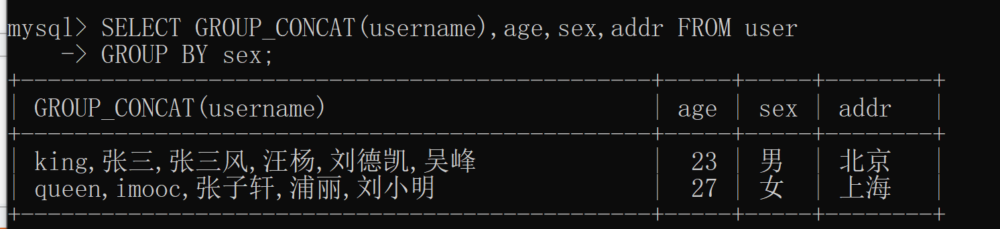 mysql> SELECT GROUP_CONCAT(username),age,sex,addr FROM user
-> GROUP BY sex;
+-----------------------------------------------+-----+-----+--------+
| GROUP_CONCAT(username) | age | sex | addr |
+-----------------------------------------------+-----+-----+--------+
| king,张三,张三风,汪杨,刘德凯,吴峰 | 23 | 男 | 北京 |
| queen,imooc,张子轩,浦丽,刘小明 | 27 | 女 | 上海 |
+-----------------------------------------------+-----+-----+--------+